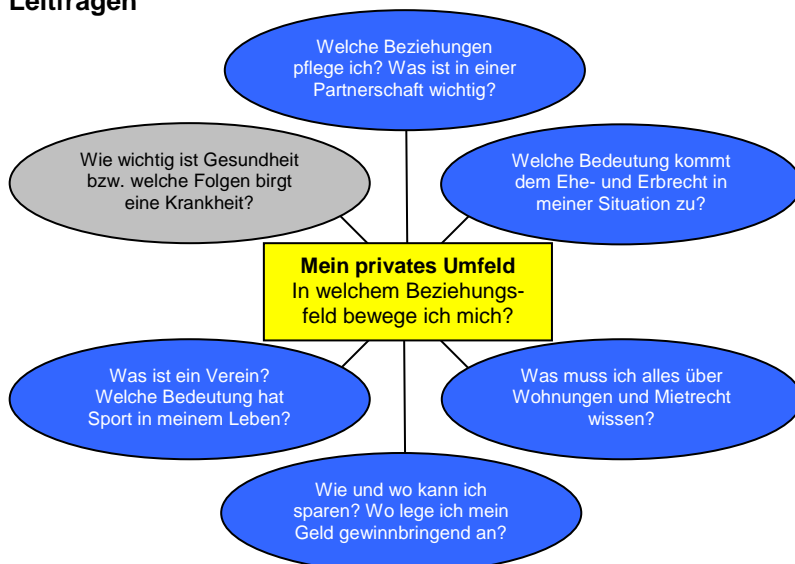 Leitfragen
Welche Beziehungen
pflege ich? Was ist in einer
Partnerschaft wichtig?
Wie wichtig ist Gesundheit
bzw. welche Folgen birgt
eine Krankheit?
Welche Bedeutung kommt
dem Ehe- und Erbrecht in
meiner Situation zu?
Mein privates Umfeld
In welchem Beziehungs-
feld bewege ich mich?
Was ist ein Verein?
Welche Bedeutung hat
Sport in meinem Leben?
Was muss ich alles über
Wohnungen und Mietrecht
wissen?
Wie und wo kann ich
sparen? Wo lege ich mein
Geld gewinnbringend an?